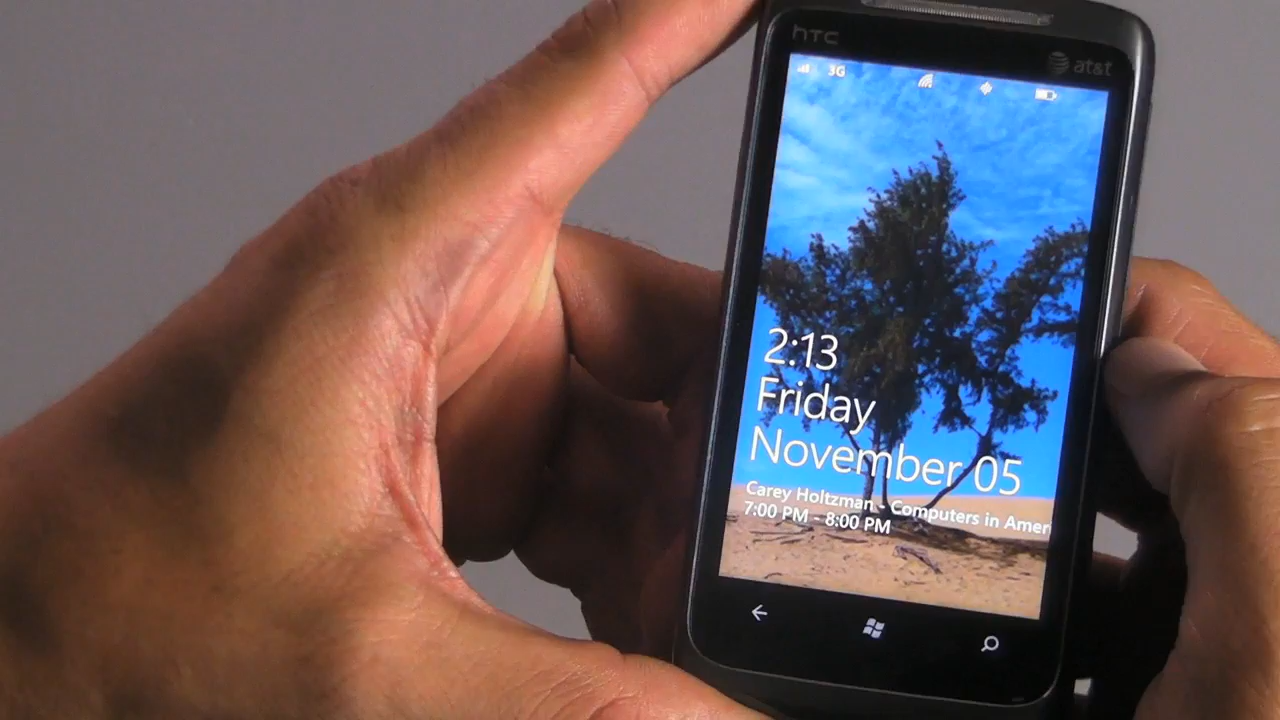 hTC
at&t
3G
2:13
Friday
November 05
Carey Holtzman - Computers in Amer
7:00 PM - 8:00 PM